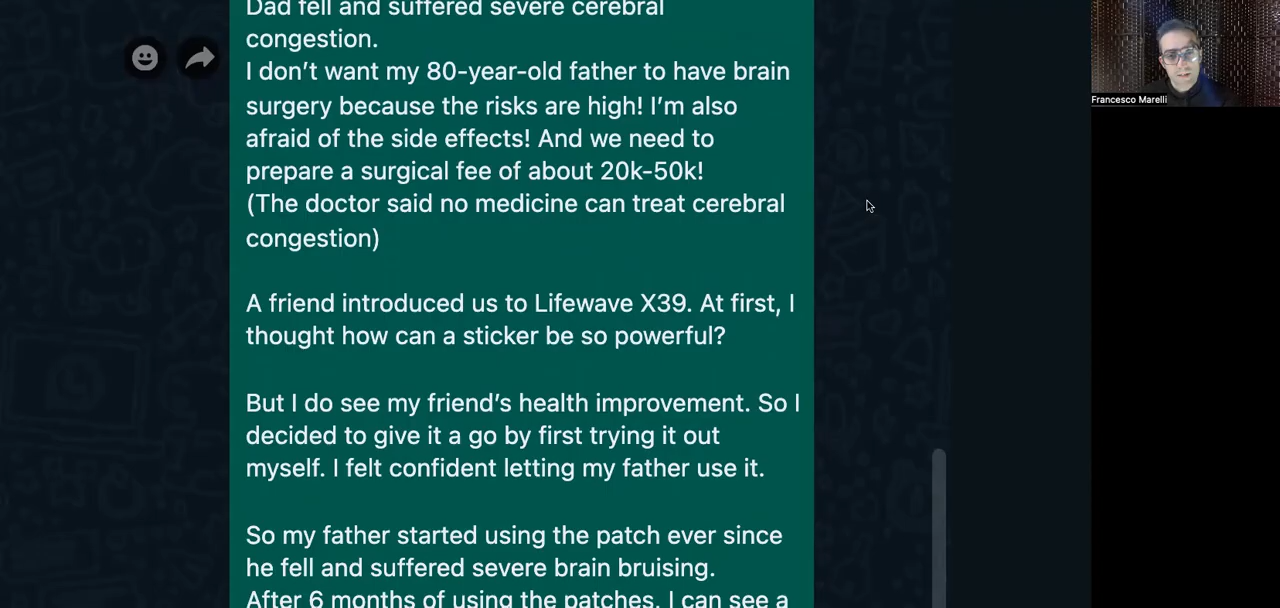 Dad fell and suffered severe cerebral
congestion.
I don’t want my 80-year-old father to have brain
surgery because the risks are high! I’m also
afraid of the side effects! And we need to
prepare a surgical fee of about 20k-50k!
(The doctor said no medicine can treat cerebral
congestion)
A friend introduced us to Lifewave X39. At first, I
thought how can a sticker be so powerful?
But I do see my friend’s health improvement. So I
decided to give it a go by first trying it out
myself. I felt confident letting my father use it.
So my father started using the patch ever since
he fell and suffered severe brain bruising.
After 6 months of using the patches, I can see a
Francesco Marelli